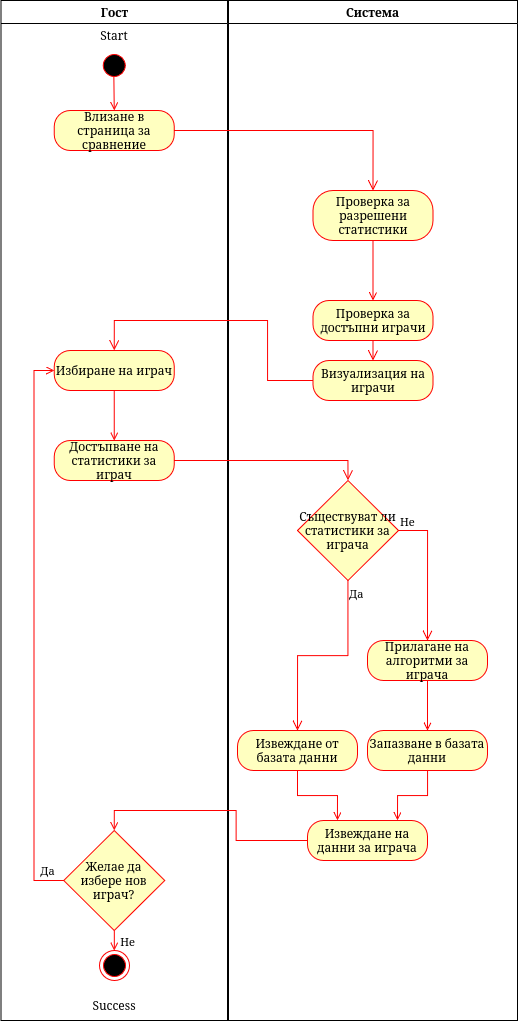 Гост
Система
Start
Влизане в
страница за
сравнение
Проверка за
разрешени
статистики
Проверка за
достъпни играчи
Визуализация на
играчи
Избиране на играч
Достъпване на
статистики за
играч
Съществуват ли
статистики за
играча
Не
Да
Прилагане на
алгоритми за
играча
Извеждане от
базата данни
Запазване в базата
данни
Извеждане на
данни за играча
Желае да
избере нов
играч?
Да
Не
Success